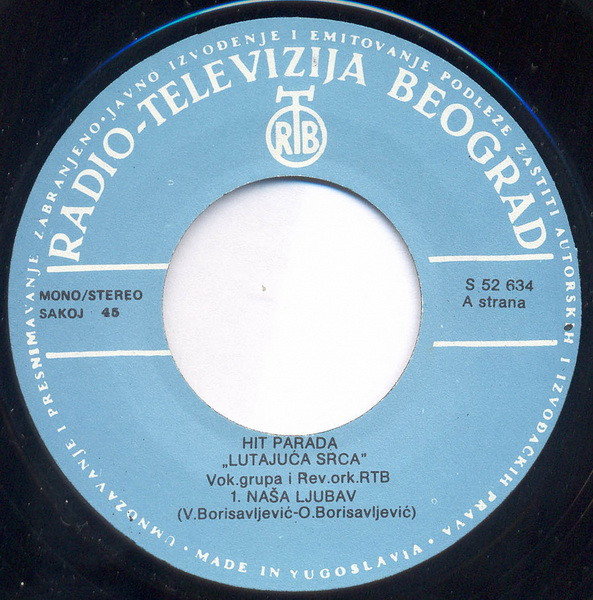 UMNOŽAVANJE I PRESNIMAVANJE ZABRANJENO · JAVNO IZVOĐENJE I EMITOVANJE PODLEŽE ZAŠTITI AUTORSKIH I IZVOĐAČKIH PRAVA ·
RADIO-TELEVIZIJA BEOGRAD
RTB
MONO/STEREO
SAKOJ 45
S 52 634
A strana
HIT PARADA
„LUTAJUĆA SRCA”
Vok.grupa i Rev.ork.RTB
1. NAŠA LJUBAV
(V.Borisavljević-O.Borisavljević)
· MADE IN YUGOSLAVIA ·